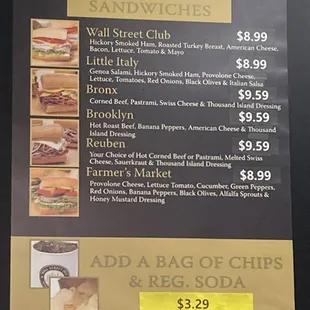 SANDWICHES
Wall Street Club $8.99
Hickory Smoked Ham, Roasted Turkey Breast, American Cheese,
Bacon, Lettuce, Tomato & Mayo
Little Italy $8.99
Genoa Salami, Hickory Smoked Ham, Provolone Cheese,
Lettuce, Tomatoes, Red Onions, Black Olives & Italian Salsa
Bronx $9.59
Corned Beef, Pastrami, Swiss Cheese & Thousand Island Dressing
Brooklyn $9.59
Hot Roast Beef, Banana Peppers, American Cheese & Thousand
Island Dressing
Reuben $9.59
Your Choice of Hot Corned Beef or Pastrami, Melted Swiss
Cheese, Sauerkraut & Thousand Island Dressing
Farmer's Market $8.99
Provolone Cheese, Lettuce Tomato, Cucumber, Green Peppers,
Red Onions, Banana Peppers, Black Olives, Alfalfa Sprouts &
Honey Mustard Dressing
ADD A BAG OF CHIPS
& REG. SODA
$3.29